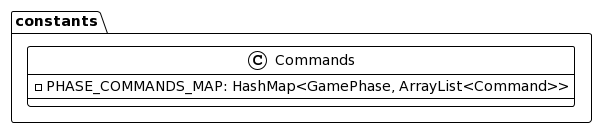 constants
C Commands
PHASE_COMMANDS_MAP: HashMap<GamePhase, ArrayList<Command>>